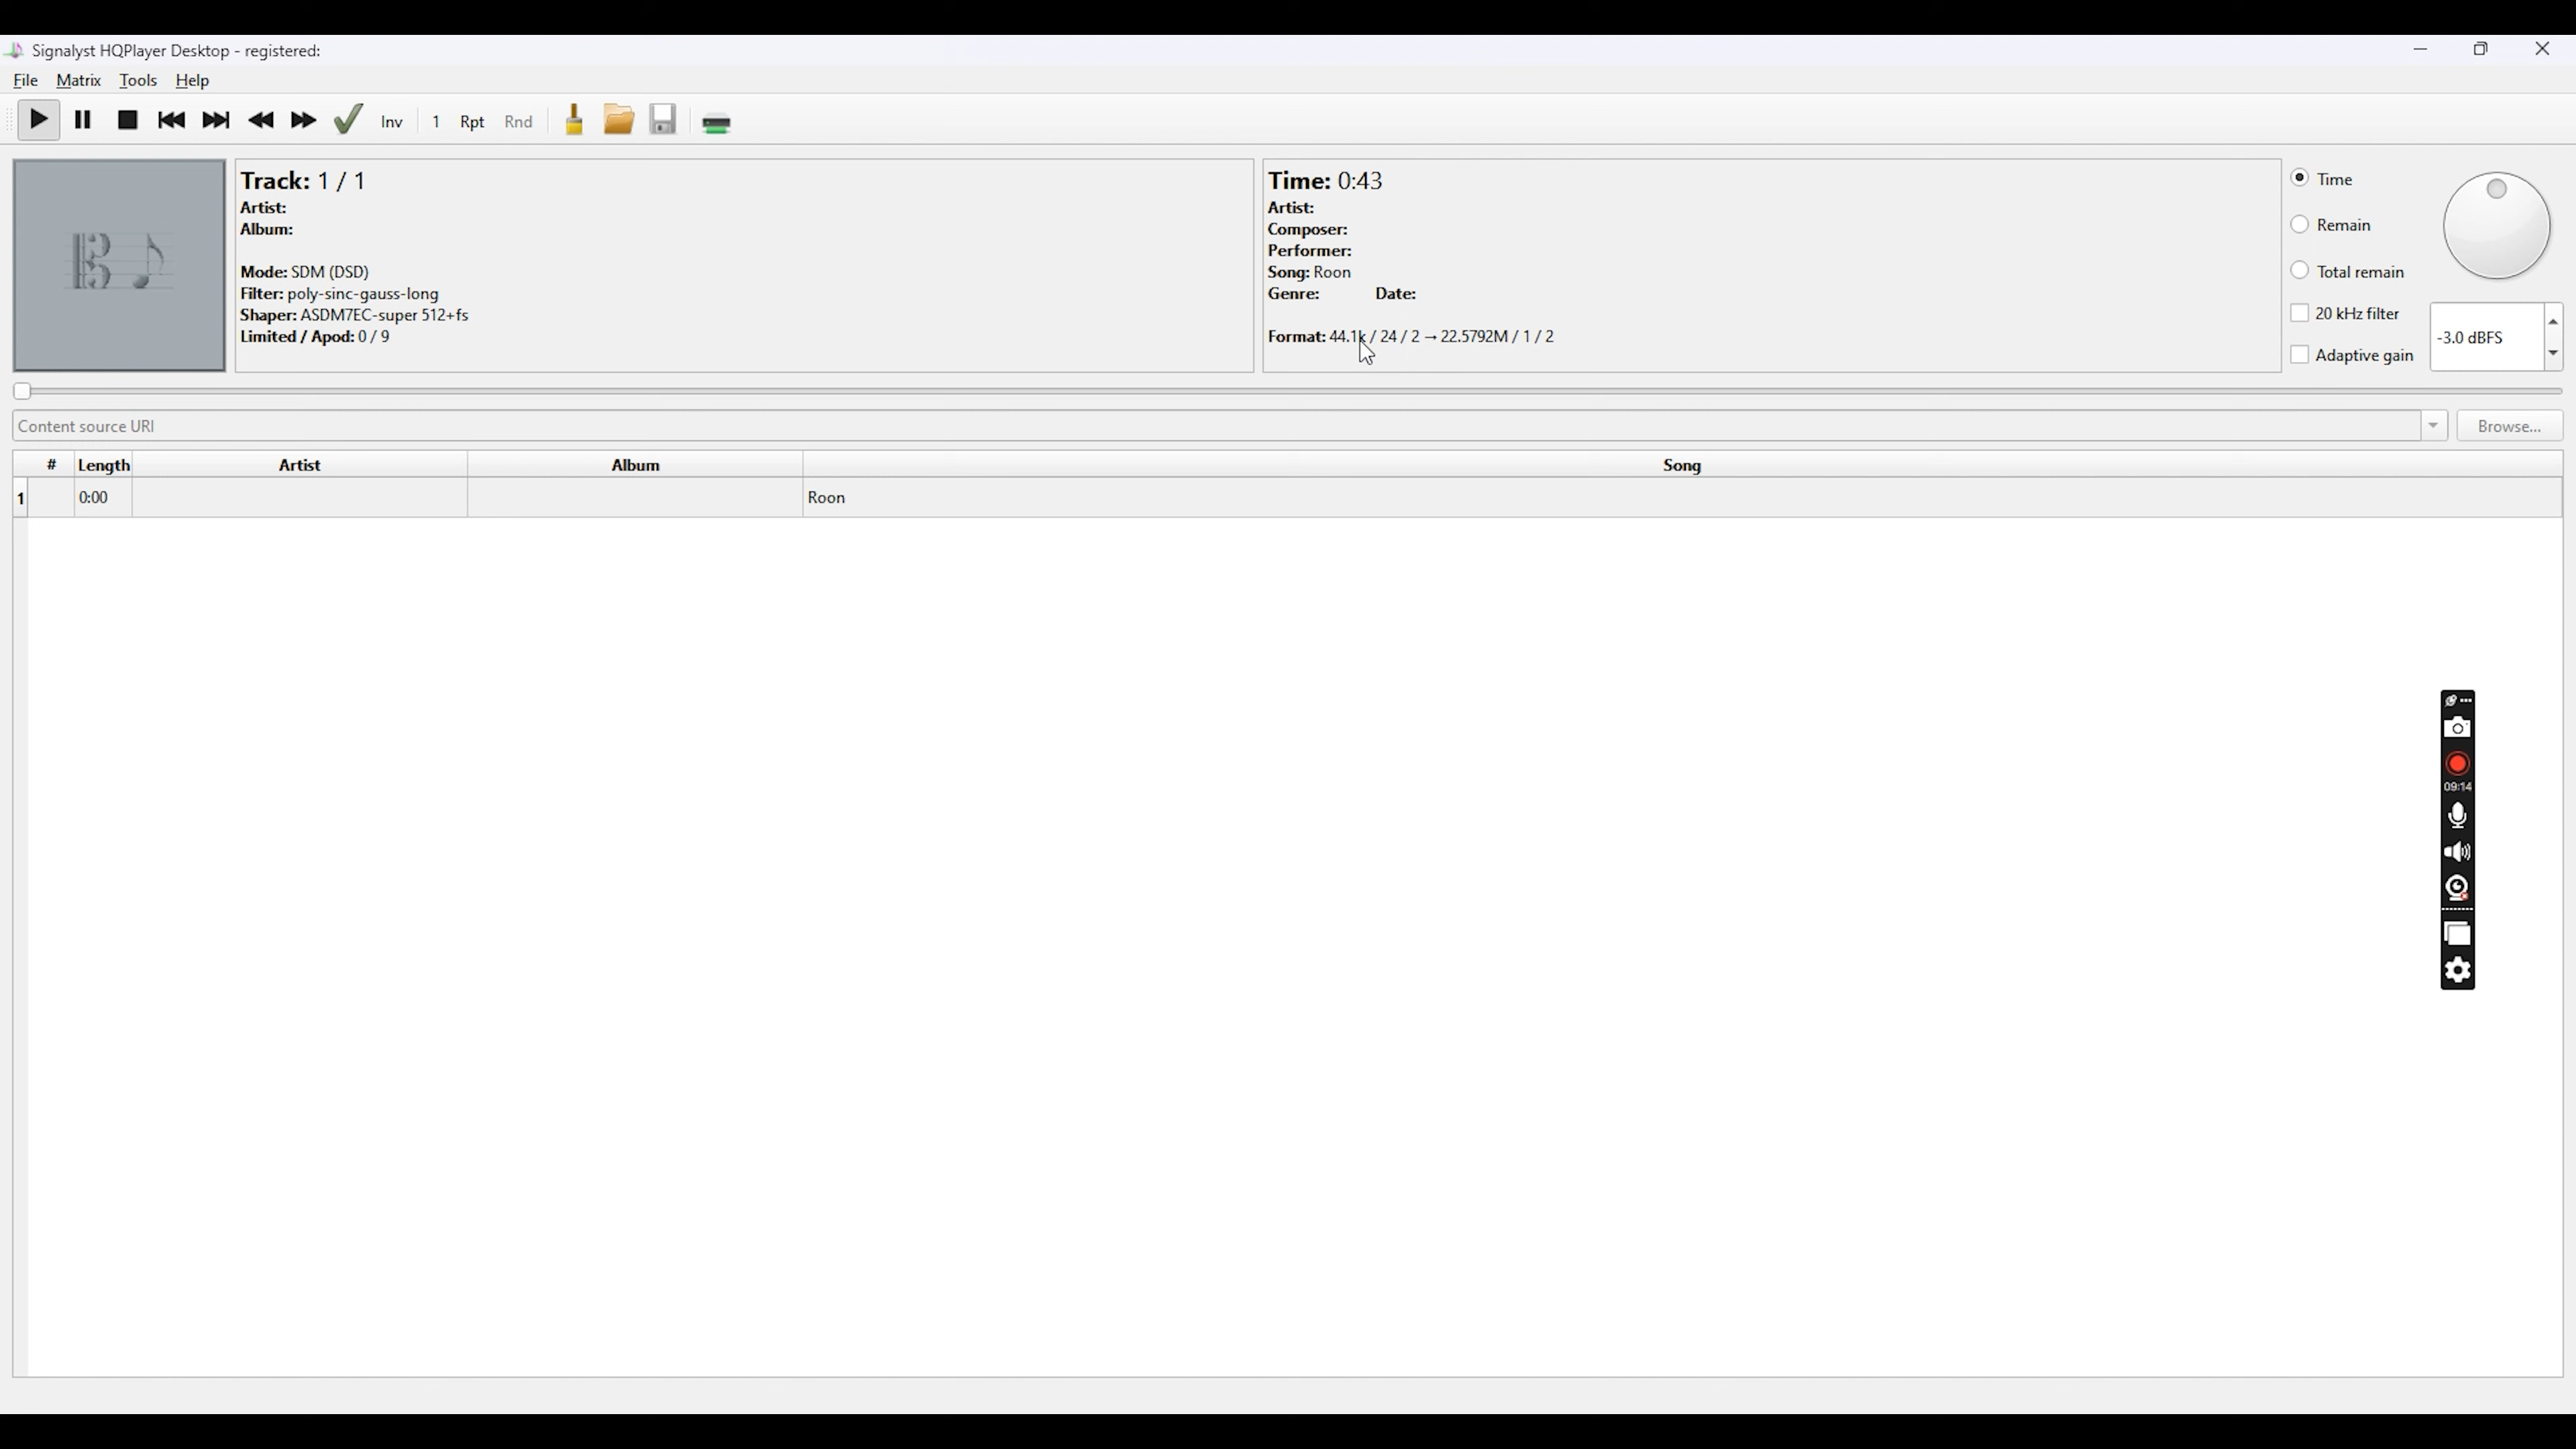 Signalyst HQPlayer Desktop - registered:
File Matrix Tools Help
Inv 1 Rpt Rnd
Track: 1 / 1
Artist:
Album:
Mode: SDM (DSD)
Filter: poly-sinc-gauss-long
Shaper: ASDM7EC-super 512+fs
Limited / Apod: 0 / 9
Time: 0:43
Artist:
Composer:
Performer:
Song: Roon
Genre: Date:
Format: 44.1k / 24 / 2 → 22.5792M / 1 / 2
Time
Remain
Total remain
20 kHz filter
Adaptive gain
-3.0 dBFS
Content source URI
Browse...
# Length Artist Album Song
1 0:00 Roon
09:14